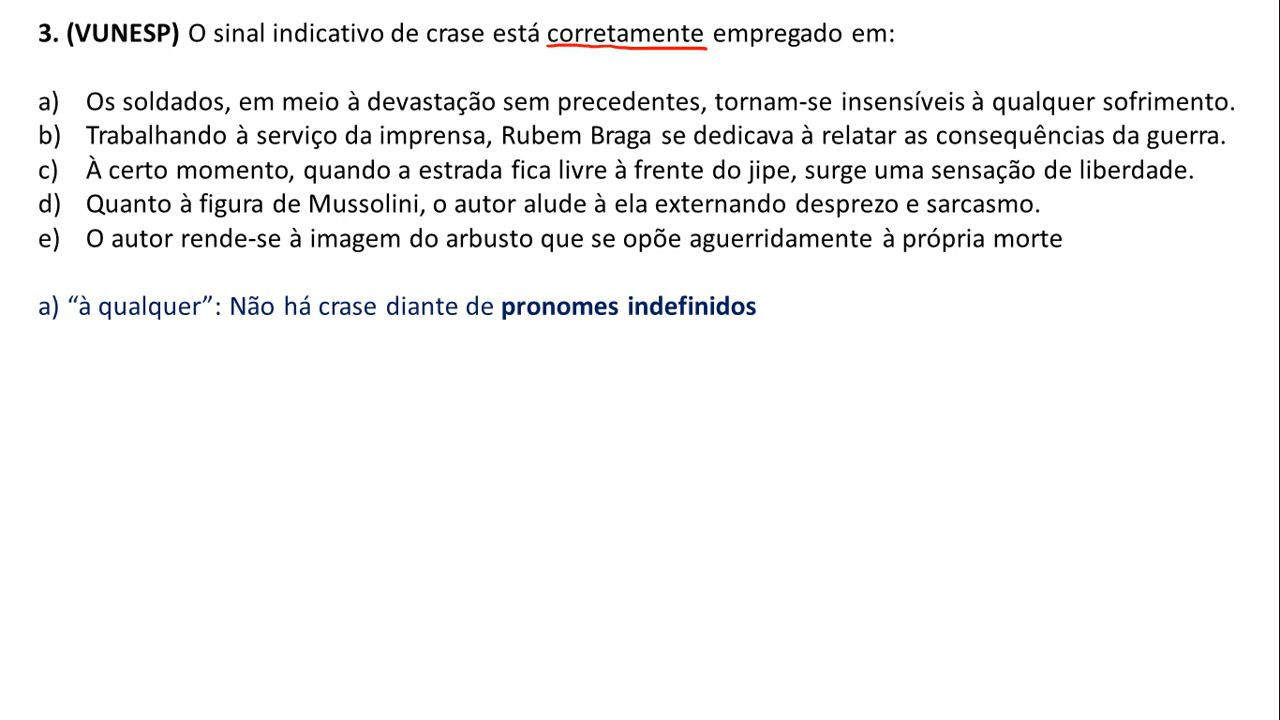 3. (VUNESP) O sinal indicativo de crase está corretamente empregado em:
a) Os soldados, em meio à devastação sem precedentes, tornam-se insensíveis à qualquer sofrimento.
b) Trabalhando à serviço da imprensa, Rubem Braga se dedicava à relatar as consequências da guerra.
c) À certo momento, quando a estrada fica livre à frente do jipe, surge uma sensação de liberdade.
d) Quanto à figura de Mussolini, o autor alude à ela externando desprezo e sarcasmo.
e) O autor rende-se à imagem do arbusto que se opõe aguerridamente à própria morte
a) “à qualquer”: Não há crase diante de pronomes indefinidos